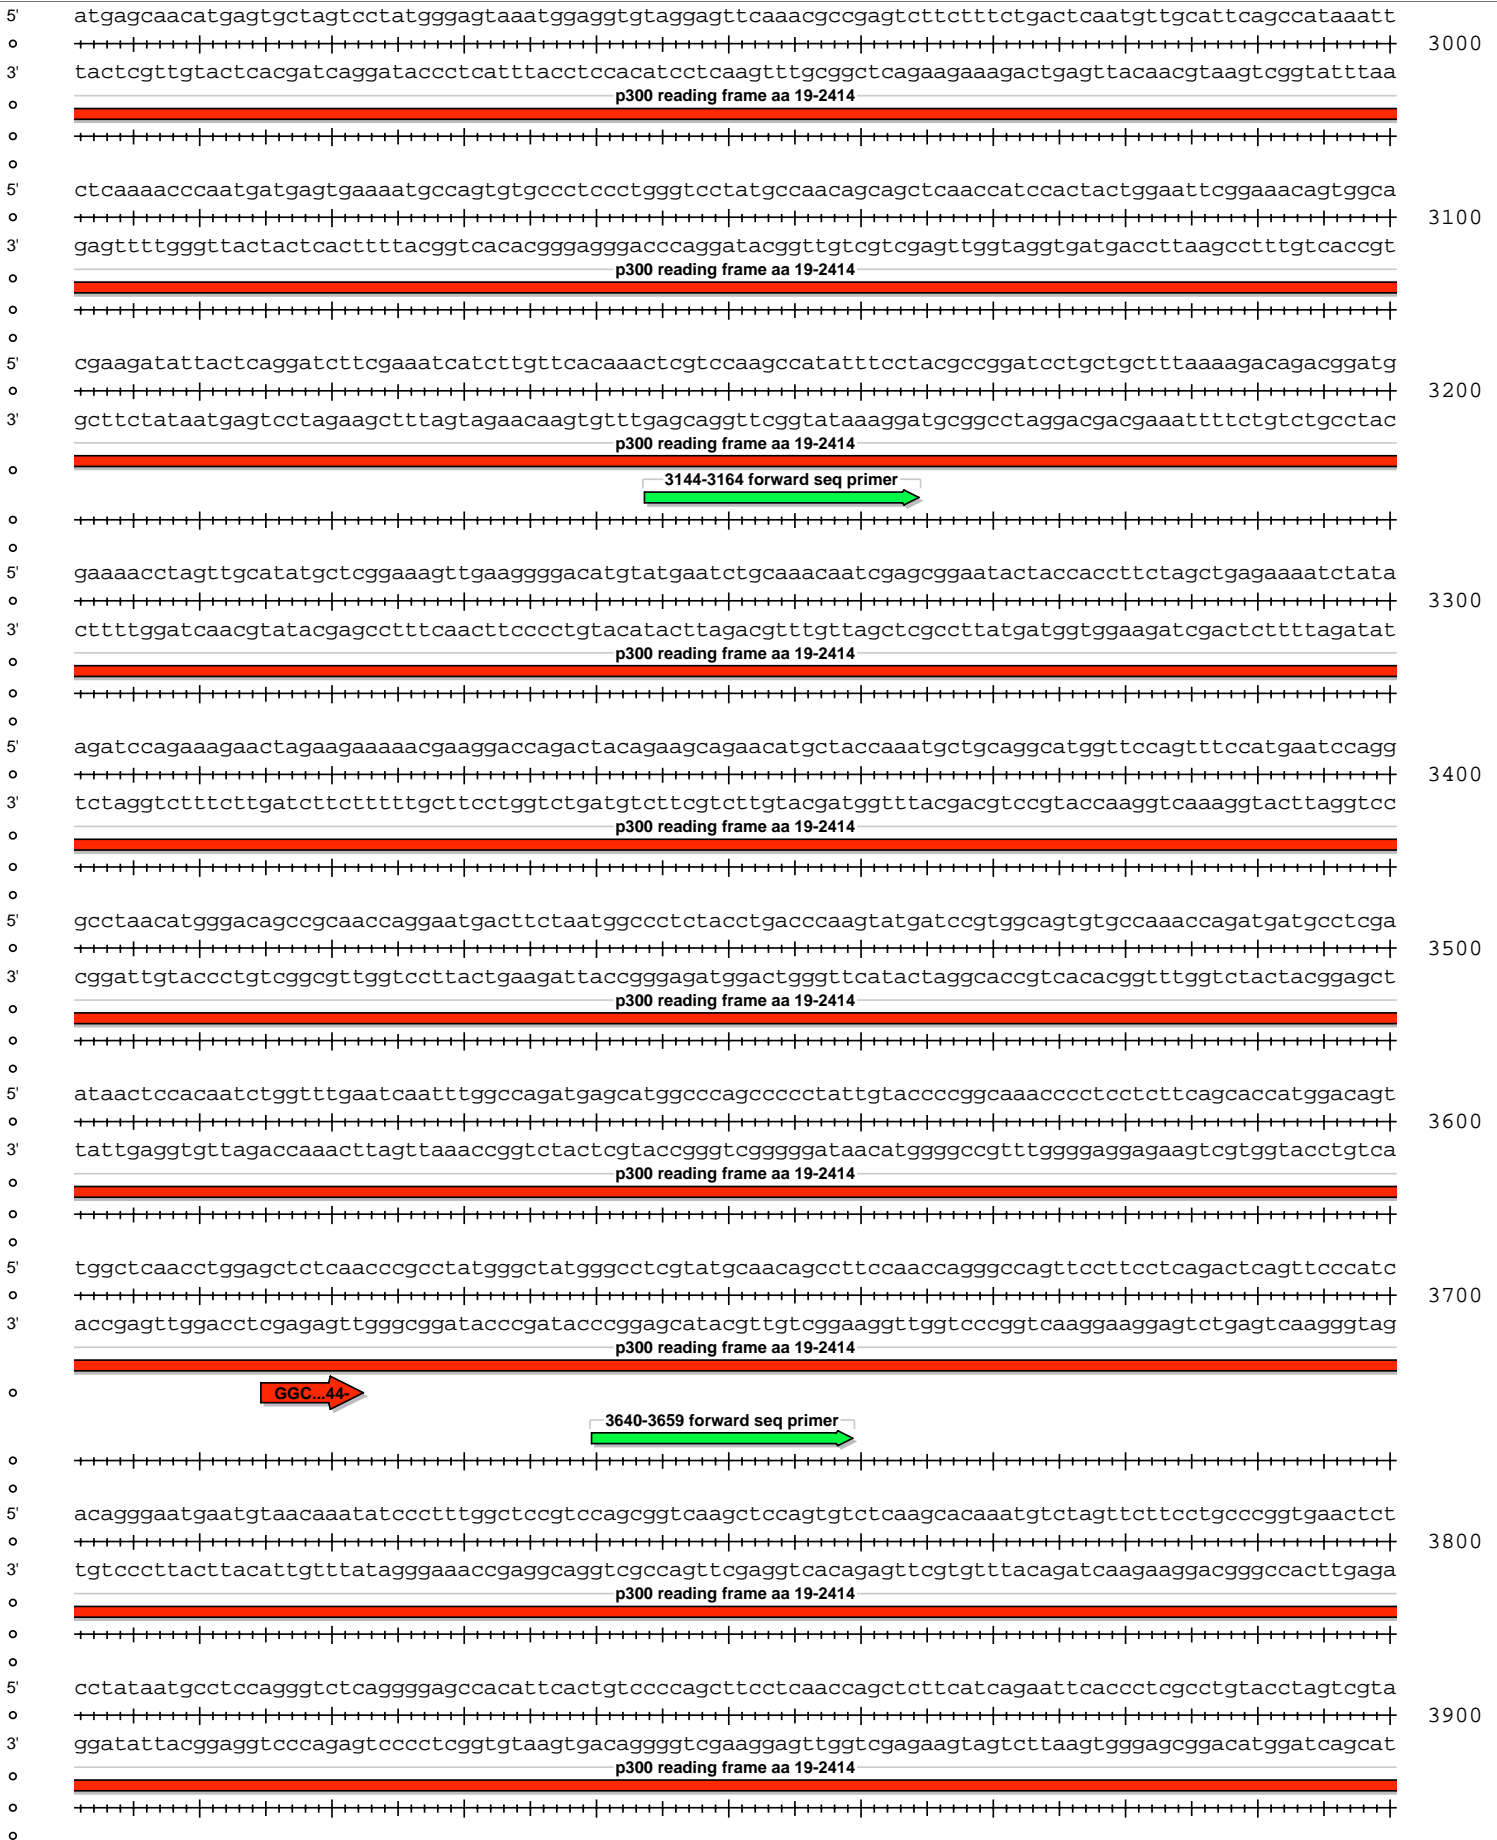 5' atgagcaacatgagtgctagtcctatgggagtaaatggaggtgtaggagttcaaacgccgagtcttctttctgactcaatgttgcattcagccataaatt
3000
3' tactcgttgtactcacgatcaggataccctcatttacctccacatcctcaagtttgcggctcagaagaaagactgagttacaacgtaagtcggtatttaa
p300 reading frame aa 19-2414
5' ctcaaaacccaatgatgagtgaaaatgccagtgtgccctccctgggtcctatgccaacagcagctcaaccatccactactggaattcggaaacagtggca
3100
3' gagttttgggttactactcacttttacggtcacacgggagggacccaggatacggttgtcgtcgagttggtaggtgatgaccttaagcctttgtcaccgt
p300 reading frame aa 19-2414
5' cgaagatattactcaggatcttcgaaatcatcttgttcacaaactcgtccaagccatatttcctacgccggatcctgctgctttaaaagacagacggatg
3200
3' gcttctataatgagtcctagaagctttagtagaacaagtgtttgagcaggttcggtataaaggatgcggcctaggacgacgaaattttctgtctgcctac
p300 reading frame aa 19-2414
3144-3164 forward seq primer
5' gaaaacctagttgcatatgctcggaaagttgaaggggacatgtatgaatctgcaaacaatcgagcggaatactaccaccttctagctgagaaaatctata
3300
3' cttttggatcaacgtatacgagcctttcaacttcccctgtacatacttagacgtttgttagctcgccttatgatggtggaagatcgactcttttagatat
p300 reading frame aa 19-2414
5' agatccagaaagaactagaagaaaaacgaaggaccagactacagaagcagaacatgctaccaaatgctgcaggcatggttccagtttccatgaatccagg
3400
3' tctaggtctttcttgatcttctttttgcttcctggtctgatgtcttcgtcttgtacgatggtttacgacgtccgtaccaaggtcaaaggtacttaggtcc
p300 reading frame aa 19-2414
5' gcctaacatgggacagccgcaaccaggaatgacttctaatggccctctacctgacccaagtatgatccgtggcagtgtgccaaaccagatgatgcctcga
3500
3' cggattgtaccctgtcggcgttggtccttactgaagattaccgggagatggactgggttcatactaggcaccgtcacacggtttggtctactacggagct
p300 reading frame aa 19-2414
5' ataactccacaatctggtttgaatcaatttggccagatgagcatggcccagccccctattgtaccccggcaaacccctcctcttcagcaccatggacagt
3600
3' tattgaggtgttagaccaaacttagttaaaccggtctactcgtaccgggtcgggggataacatggggccgtttggggaggagaagtcgtggtacctgtca
p300 reading frame aa 19-2414
5' tggctcaacctggagctctcaacccgcctatgggctatgggcctcgtatgcaacagccttccaaccagggccagttccttcctcagactcagttcccatc
3700
3' accgagttggacctcgagagttgggcggatacccgatacccggagcatacgttgtcggaaggttggtcccggtcaaggaaggagtctgagtcaagggtag
p300 reading frame aa 19-2414
GGC...44-
3640-3659 forward seq primer
5' acagggaatgaatgtaacaaatatccctttggctccgtccagcggtcaagctccagtgtctcaagcacaaatgtctagttcttcctgcccggtgaactct
3800
3' tgtcccttacttacattgtttatagggaaaccgaggcaggtcgccagttcgaggtcacagagttcgtgtttacagatcaagaaggacgggccacttgaga
p300 reading frame aa 19-2414
5' cctataatgcctccagggtctcaggggagccacattcactgtccccagcttcctcaaccagctcttcatcagaattcaccctcgcctgtacctagtcgta
3900
3' ggatattacggaggtcccagagtcccctcggtgtaagtgacaggggtcgaaggagttggtcgagaagtagtcttaagtgggagcggacatggatcagcat
p300 reading frame aa 19-2414